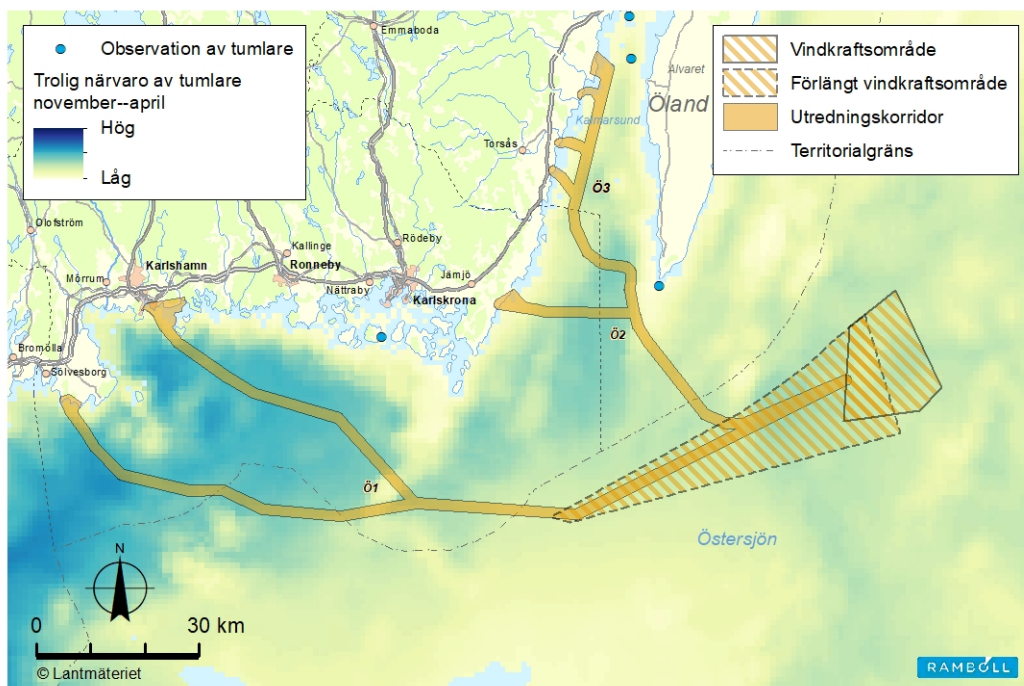 Observation av tumlare
Trolig närvaro av tumlare
november--april
Hög
Låg
Vindkraftsområde
Förlängt vindkraftsområde
Utredningskorridor
Territorialgräns
Emmaboda
Alvaret
Öland
Kalmarsund
Torsås
Ö3
Olofström
Rödeby
Kallinge
Karlshamn
Ronneby
Mörrum
Jämjö
Nättraby
Karlskrona
Ö2
Bromölla
Sölvesborg
Ö1
Östersjön
N
0 30 km
© Lantmäteriet
RAMBOLL